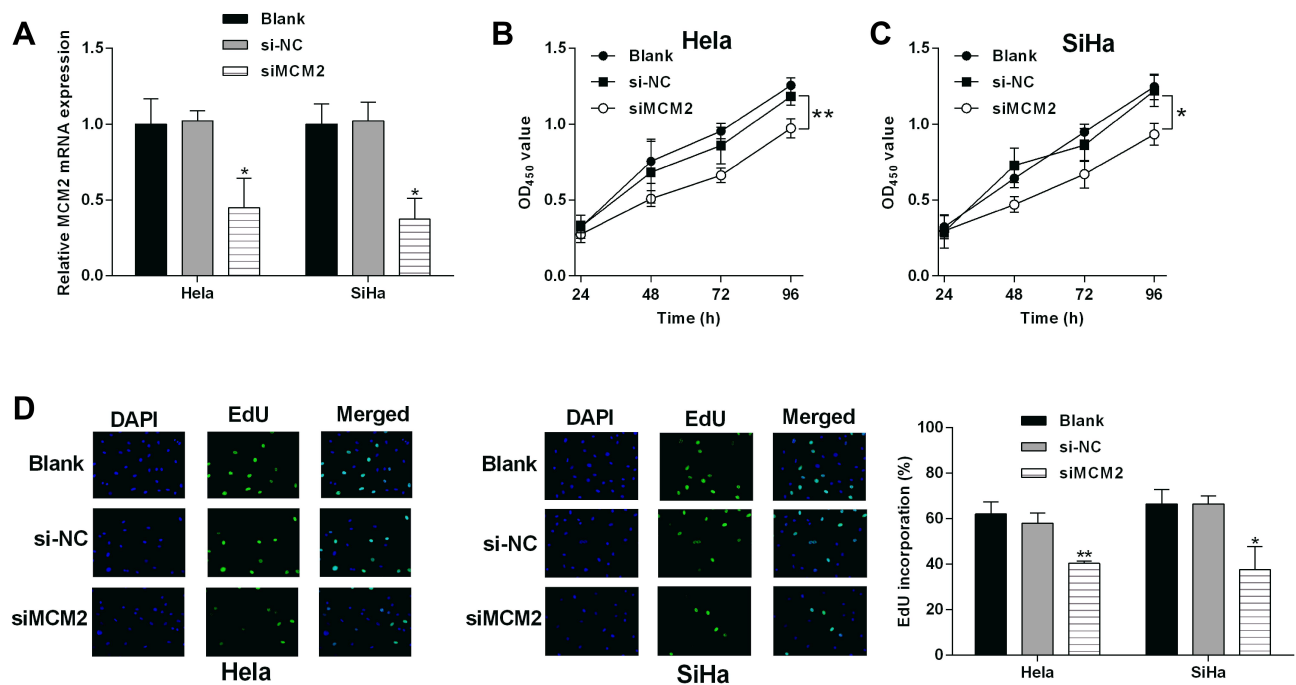 A
Blank
si-NC
siMCM2
Relative MCM2 mRNA expression
1.5
1.0
0.5
0.0
*
*
Hela
SiHa
B
Hela
Blank
si-NC
siMCM2
OD450 value
1.5
1.0
0.5
0.0
**
24 48 72 96
Time (h)
C
SiHa
Blank
si-NC
siMCM2
OD450 value
1.5
1.0
0.5
0.0
*
24 48 72 96
Time (h)
D
DAPI EdU Merged
Blank
si-NC
siMCM2
Hela
DAPI EdU Merged
Blank
si-NC
siMCM2
SiHa
Blank
si-NC
siMCM2
EdU incorporation (%)
100
80
60
40
20
0
**
*
Hela
SiHa